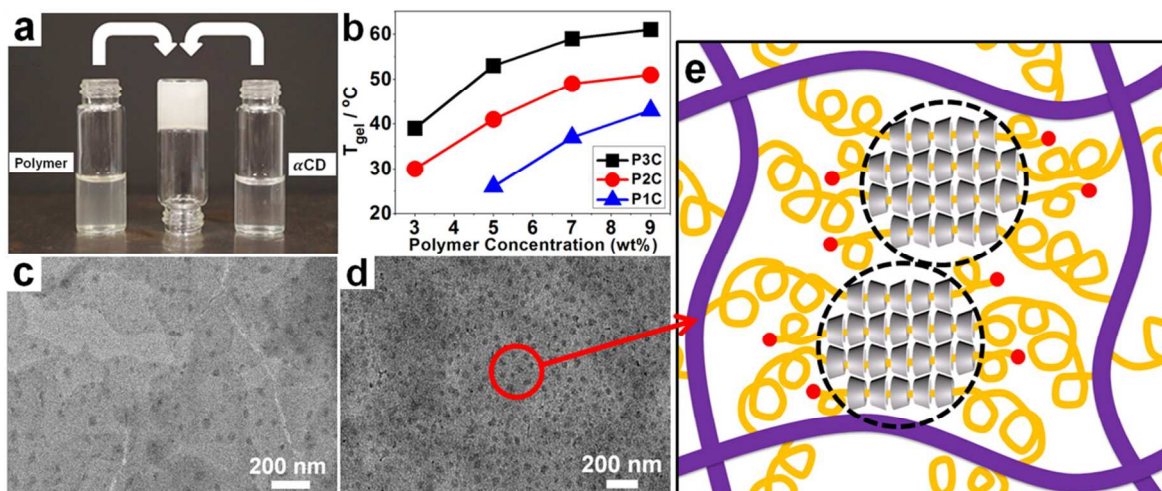 a
Polymer
αCD
b
T_gel / °C
60
50
40
30
20
P3C
P2C
P1C
3 4 5 6 7 8 9
Polymer Concentration (wt%)
c
200 nm
d
200 nm
e